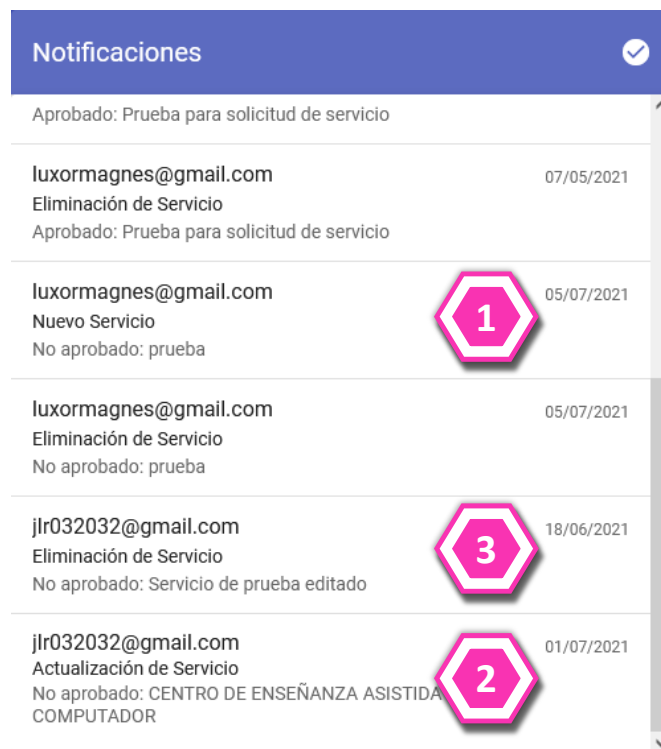 Notificaciones
Aprobado: Prueba para solicitud de servicio
luxormagnes@gmail.com
07/05/2021
Eliminación de Servicio
Aprobado: Prueba para solicitud de servicio
luxormagnes@gmail.com
05/07/2021
Nuevo Servicio
1
No aprobado: prueba
luxormagnes@gmail.com
05/07/2021
Eliminación de Servicio
No aprobado: prueba
jlr032032@gmail.com
18/06/2021
Eliminación de Servicio
3
No aprobado: Servicio de prueba editado
jlr032032@gmail.com
01/07/2021
Actualización de Servicio
2
No aprobado: CENTRO DE ENSEÑANZA ASISTIDA
COMPUTADOR